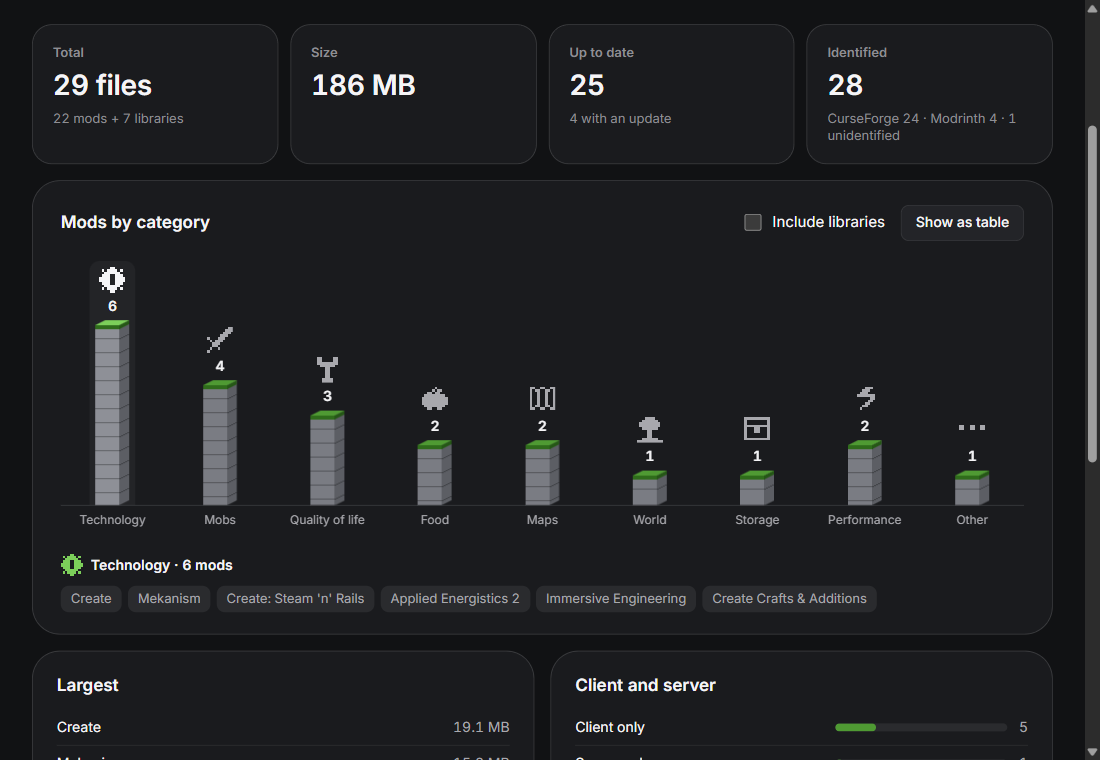 Total
29 files
22 mods + 7 libraries
Size
186 MB
Up to date
25
4 with an update
Identified
28
CurseForge 24 · Modrinth 4 · 1
unidentified
Mods by category
Include libraries
Show as table
6
4
3
2
2
1
1
2
1
Technology
Mobs
Quality of life
Food
Maps
World
Storage
Performance
Other
Technology · 6 mods
Create
Mekanism
Create: Steam 'n' Rails
Applied Energistics 2
Immersive Engineering
Create Crafts & Additions
Largest
Create 19.1 MB
Client and server
Client only 5